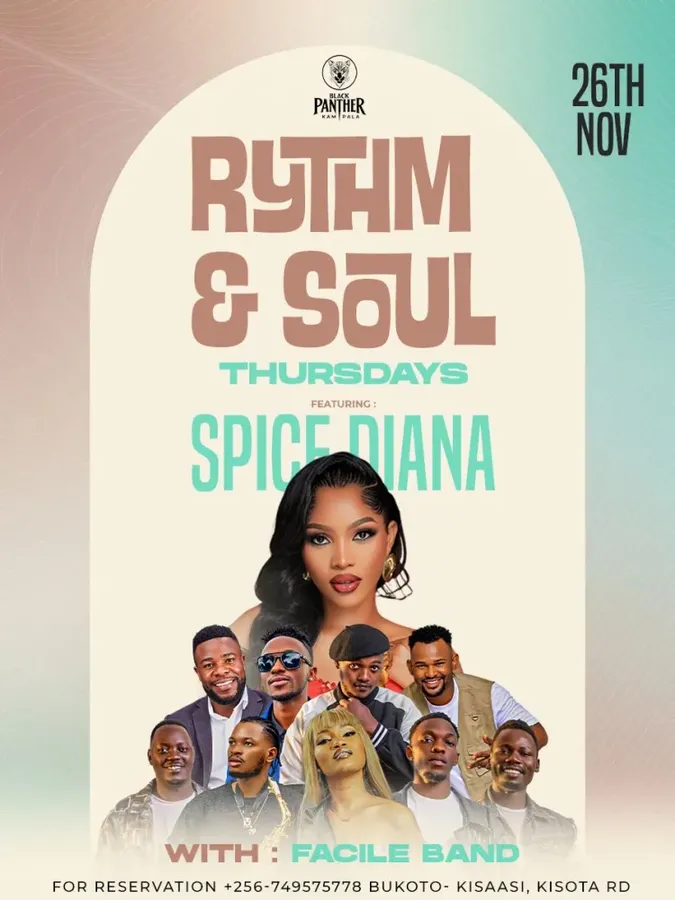 BLACK
PANTHER
KAMPALA
26TH
NOV
RYTHM
& SOUL
THURSDAYS
FEATURING :
SPICE DIANA
WITH : FACILE BAND
FOR RESERVATION +256-749575778 BUKOTO- KISAASI, KISOTA RD